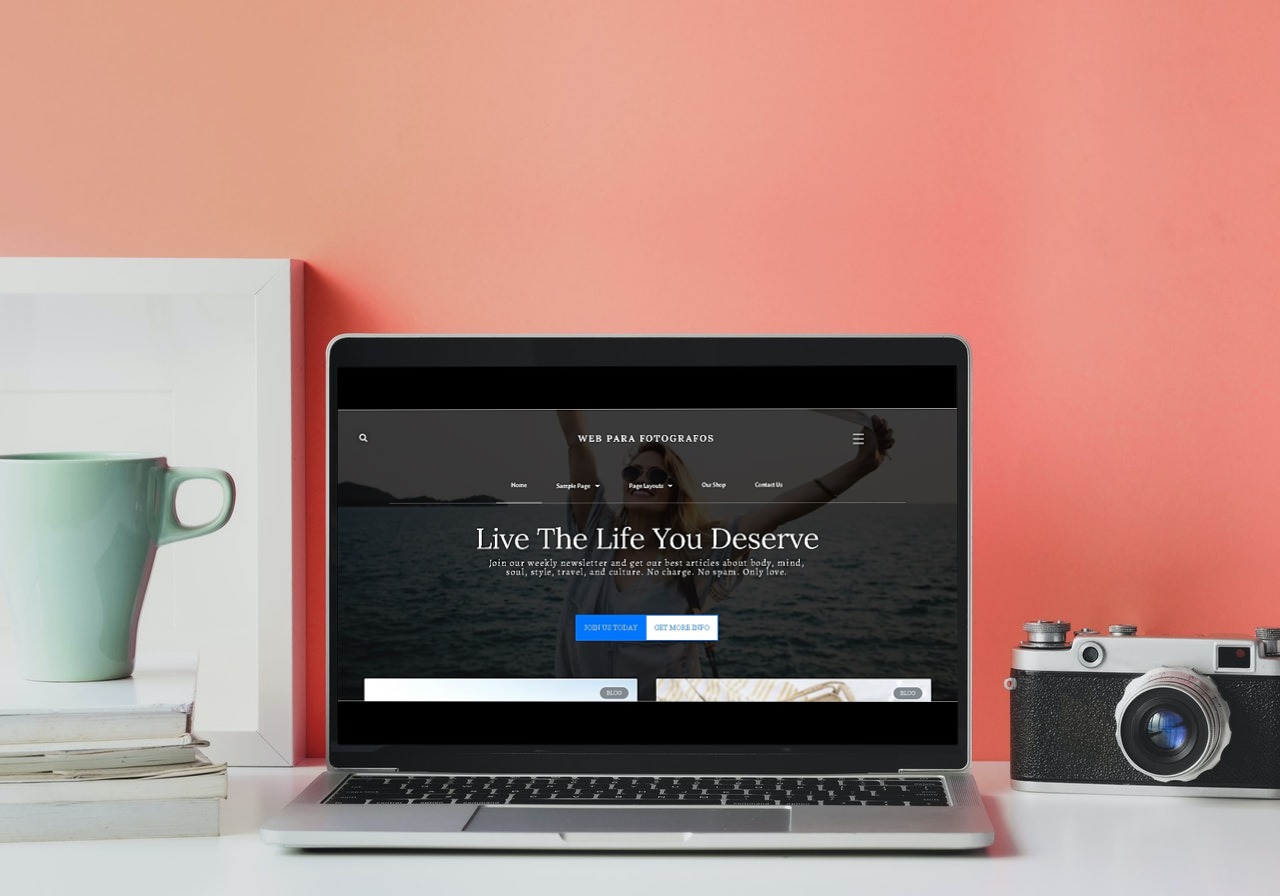 WEB PARA FOTOGRAFOS
Home Sample Page Page Layouts Our Shop Contact Us
Live The Life You Deserve
Join our weekly newsletter and get our best articles about body, mind,
soul, style, travel, and culture. No charge. No spam. Only love.
JOIN US TODAY GET MORE INFO
BLOG BLOG